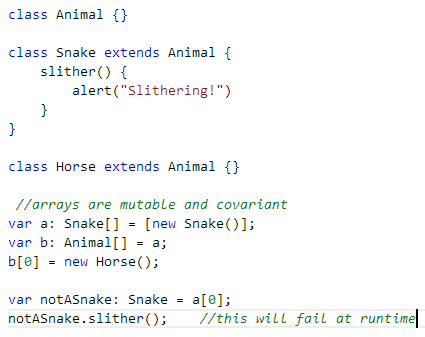 class Animal {}
class Snake extends Animal {
slither() {
alert("Slithering!")
}
}
class Horse extends Animal {}
//arrays are mutable and covariant
var a: Snake[] = [new Snake()];
var b: Animal[] = a;
b[0] = new Horse();
var notASnake: Snake = a[0];
notASnake.slither();    //this will fail at runtime